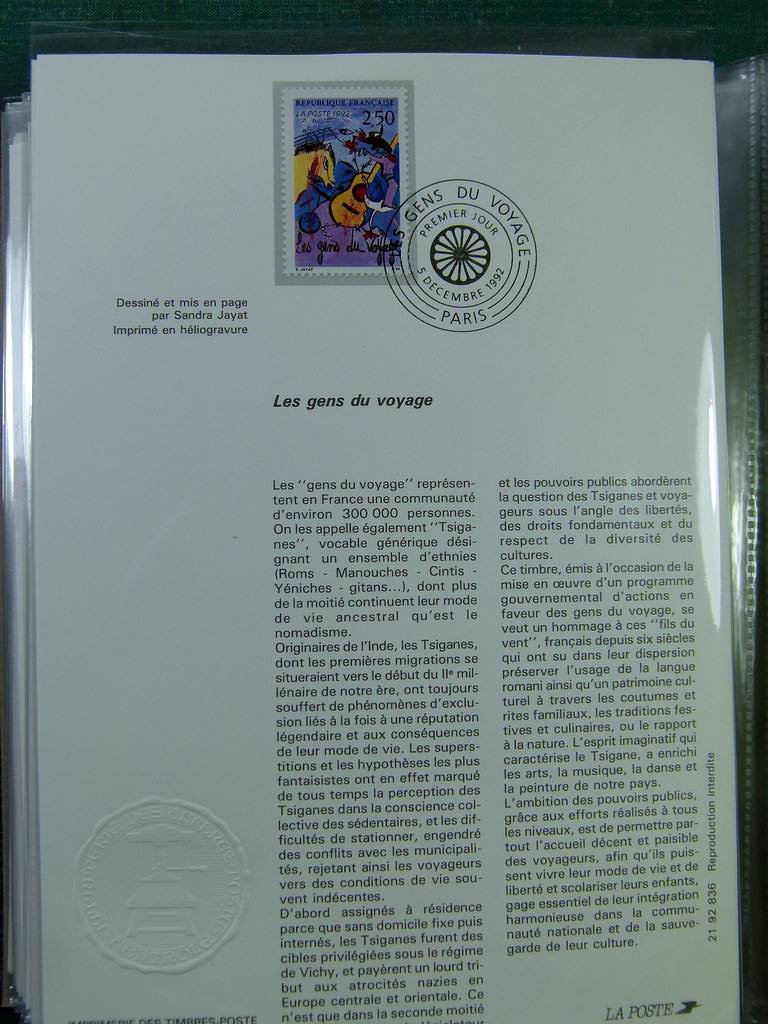 REPUBLIQUE FRANÇAISE
LA POSTE 1992
2,50
Les gens du voyage
S. JAYAT
LES GENS DU VOYAGE
PREMIER JOUR
5 DECEMBRE 1992
PARIS
Dessiné et mis en page
par Sandra Jayat
Imprimé en héliogravure
Les gens du voyage
Les ''gens du voyage'' représen-
tent en France une communauté
d'environ 300 000 personnes.
On les appelle également ''Tsiga-
nes'', vocable générique dési-
gnant un ensemble d'ethnies
(Roms - Manouches - Cintis -
Yéniches - gitans...), dont plus
de la moitié continuent leur mode
de vie ancestral qu'est le
nomadisme.
Originaires de l'Inde, les Tsiganes,
dont les premières migrations se
situeraient vers le début du IIe mil-
lénaire de notre ère, ont toujours
souffert de phénomènes d'exclu-
sion liés à la fois à une réputation
légendaire et aux conséquences
de leur mode de vie. Les supers-
titions et les hypothèses les plus
fantaisistes ont en effet marqué
de tous temps la perception des
Tsiganes dans la conscience col-
lective des sédentaires, et les dif-
ficultés de stationner, engendré
des conflits avec les municipali-
tés, rejetant ainsi les voyageurs
vers des conditions de vie sou-
vent indécentes.
D'abord assignés à résidence
parce que sans domicile fixe puis
internés, les Tsiganes furent des
cibles privilégiées sous le régime
de Vichy, et payèrent un lourd tri-
but aux atrocités nazies en
Europe centrale et orientale. Ce
n'est que dans la seconde moitié
et les pouvoirs publics abordèrent
la question des Tsiganes et voya-
geurs sous l'angle des libertés,
des droits fondamentaux et du
respect de la diversité des
cultures.
Ce timbre, émis à l'occasion de la
mise en œuvre d'un programme
gouvernemental d'actions en
faveur des gens du voyage, se
veut un hommage à ces ''fils du
vent'', français depuis six siècles
qui ont su dans leur dispersion
préserver l'usage de la langue
romani ainsi qu'un patrimoine cul-
turel à travers les coutumes et
rites familiaux, les traditions fes-
tives et culinaires, ou le rapport
à la nature. L'esprit imaginatif qui
caractérise le Tsigane, a enrichi
les arts, la musique, la danse et
la peinture de notre pays.
L'ambition des pouvoirs publics,
grâce aux efforts réalisés à tous
les niveaux, est de permettre par-
tout l'accueil décent et paisible
des voyageurs, afin qu'ils puis-
sent vivre leur mode de vie et de
liberté et scolariser leurs enfants,
gage essentiel de leur intégration
harmonieuse dans la commu-
nauté nationale et de la sauve-
garde de leur culture.
21 92 836 Reproduction interdite
IMPRIMERIE DES TIMBRES-POSTE
LA POSTE